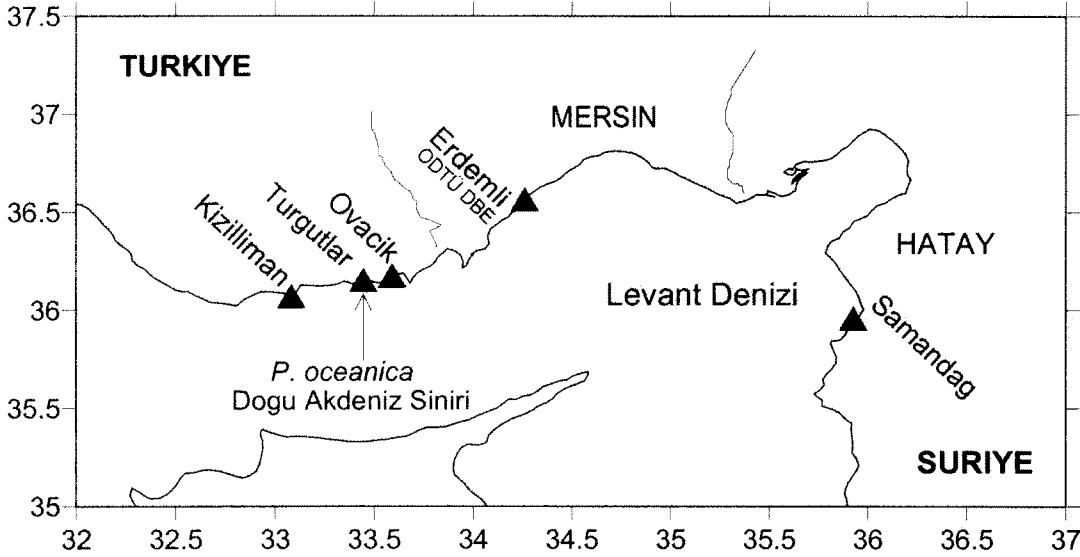 37.5
TURKIYE
37
MERSIN
Erdemli
ODTÜ DBE
36.5
Ovacik
Turgutlar
Kizilliman
HATAY
36
Levant Denizi
Samandag
P. oceanica
Dogu Akdeniz Siniri
35.5
SURIYE
35
32 32.5 33 33.5 34 34.5 35 35.5 36 36.5 37